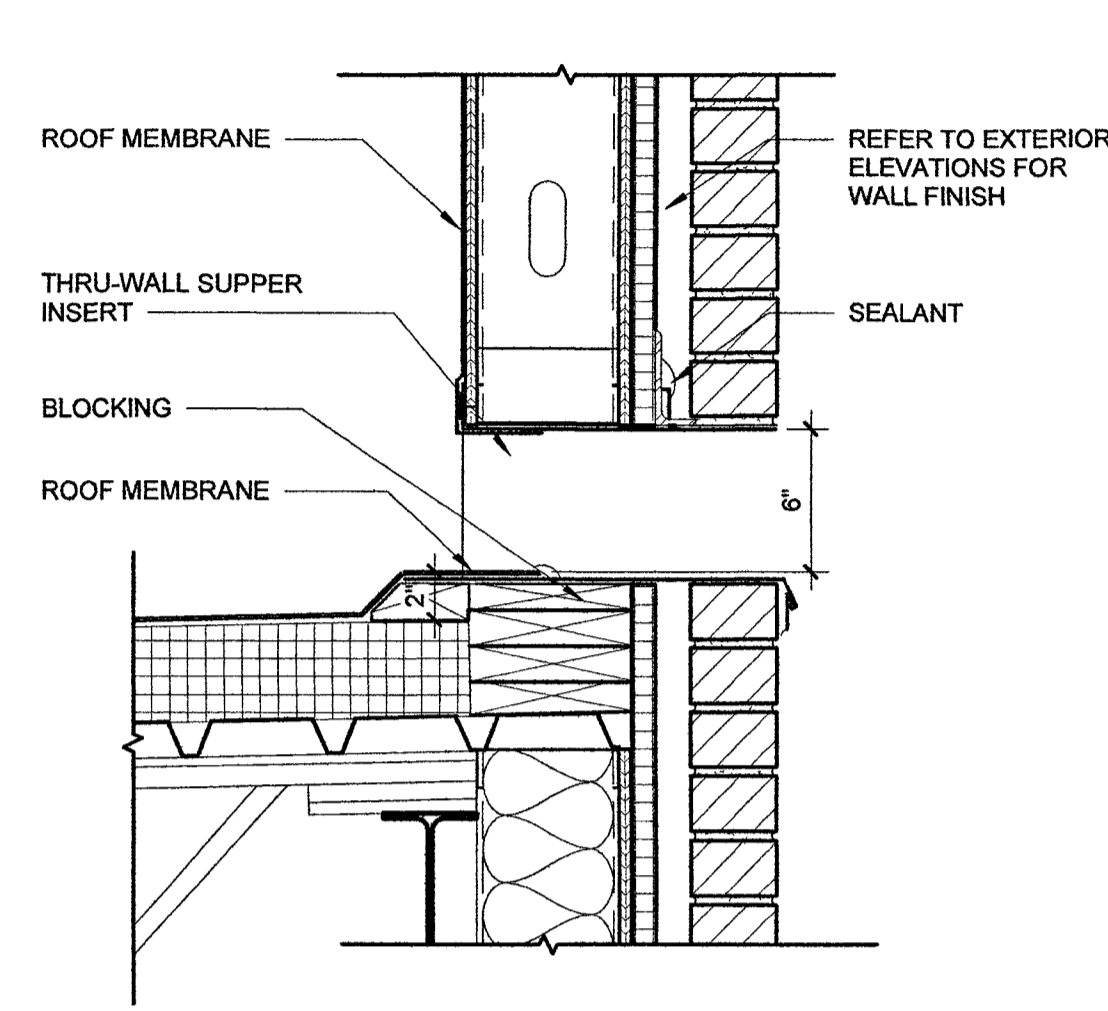 ROOF MEMBRANE
THRU-WALL SUPPER
INSERT
BLOCKING
ROOF MEMBRANE
REFER TO EXTERIOR
ELEVATIONS FOR
WALL FINISH
SEALANT
6"
2"